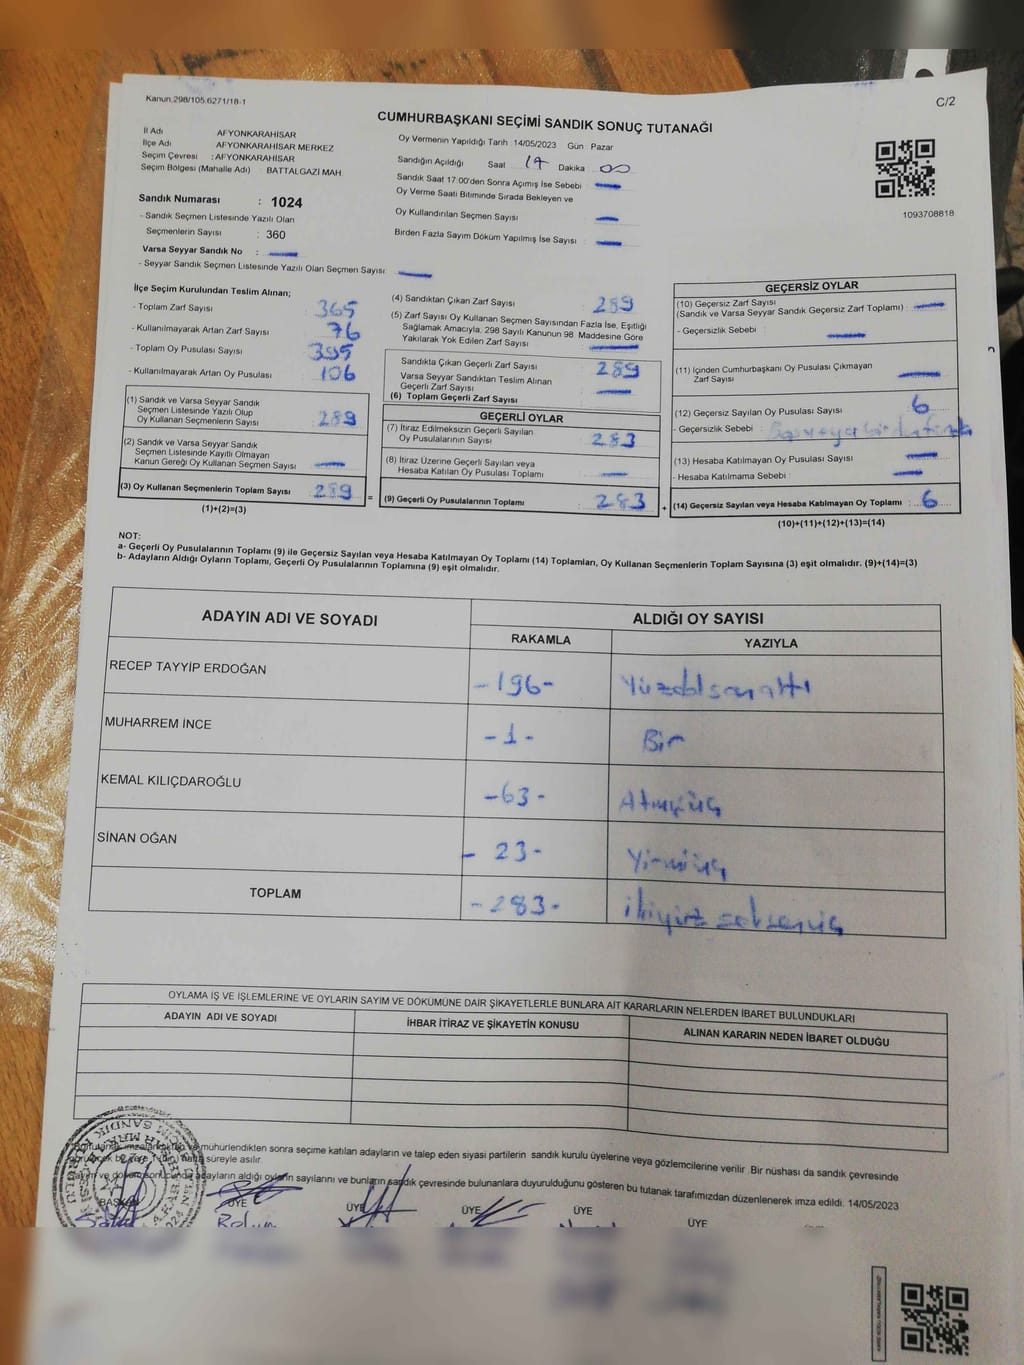 Kanun,298/105.6271/18-1
C/2
CUMHURBAŞKANI SEÇİMİ SANDIK SONUÇ TUTANAĞI
İl Adı AFYONKARAHİSAR
İlçe Adı AFYONKARAHİSAR MERKEZ
Seçim Çevresi : AFYONKARAHİSAR
Seçim Bölgesi (Mahalle Adı) BATTALGAZİ MAH
Oy Vermenin Yapıldığı Tarih 14/05/2023 Gün Pazar
Sandığın Açıldığı Saat 17 Dakika 00
Sandık Saat 17:00'den Sonra Açımış İse Sebebi
Oy Verme Saati Bitiminde Sırada Bekleyen ve
Oy Kullandırılan Seçmen Sayısı
Birden Fazla Sayım Döküm Yapılmış İse Sayısı
1093708818
Sandık Numarası : 1024
- Sandık Seçmen Listesinde Yazılı Olan
Seçmenlerin Sayısı : 360
Varsa Seyyar Sandık No :
- Seyyar Sandık Seçmen Listesinde Yazılı Olan Seçmen Sayısı:
İlçe Seçim Kurulundan Teslim Alınan;
- Toplam Zarf Sayısı 365
- Kullanılmayarak Artan Zarf Sayısı 76
- Toplam Oy Pusulası Sayısı 395
- Kullanılmayarak Artan Oy Pusulası 106
(1) Sandık ve Varsa Seyyar Sandık
Seçmen Listesinde Yazılı Olup
Oy Kullanan Seçmenlerin Sayısı 289
(2) Sandık ve Varsa Seyyar Sandık
Seçmen Listesinde Kayıtlı Olmayan
Kanun Gereği Oy Kullanan Seçmen Sayısı
(3) Oy Kullanan Seçmenlerin Toplam Sayısı 289
(1)+(2)=(3)
=
(4) Sandıktan Çıkan Zarf Sayısı 289
(5) Zarf Sayısı Oy Kullanan Seçmen Sayısından Fazla İse, Eşitliği
Sağlamak Amacıyla, 298 Sayılı Kanunun 98. Maddesine Göre
Yakılarak Yok Edilen Zarf Sayısı
Sandıkta Çıkan Geçerli Zarf Sayısı 289
Varsa Seyyar Sandıktan Teslim Alınan
Geçerli Zarf Sayısı
(6) Toplam Geçerli Zarf Sayısı
GEÇERLİ OYLAR
(7) İtiraz Edilmeksizin Geçerli Sayılan
Oy Pusulalarının Sayısı 283
(8) İtiraz Üzerine Geçerli Sayılan veya
Hesaba Katılan Oy Pusulası Toplamı
(9) Geçerli Oy Pusulalarının Toplamı 283
+
GEÇERSİZ OYLAR
(10) Geçersiz Zarf Sayısı
(Sandık ve Varsa Seyyar Sandık Geçersiz Zarf Toplamı) :
- Geçersizlik Sebebi :
(11) İçinden Cumhurbaşkanı Oy Pusulası Çıkmayan
Zarf Sayısı
(12) Geçersiz Sayılan Oy Pusulası Sayısı 6
- Geçersizlik Sebebi :
(13) Hesaba Katılmayan Oy Pusulası Sayısı
- Hesaba Katılmama Sebebi :
(14) Geçersiz Sayılan veya Hesaba Katılmayan Oy Toplamı : 6
(10)+(11)+(12)+(13)=(14)
NOT:
a- Geçerli Oy Pusulalarının Toplamı (9) ile Geçersiz Sayılan veya Hesaba Katılmayan Oy Toplamı (14) Toplamları, Oy Kullanan Seçmenlerin Toplam Sayısına (3) eşit olmalıdır. (9)+(14)=(3)
b- Adayların Aldığı Oyların Toplamı, Geçerli Oy Pusulalarının Toplamına (9) eşit olmalıdır.
ADAYIN ADI VE SOYADI ALDIĞI OY SAYISI
RAKAMLA YAZIYLA
RECEP TAYYİP ERDOĞAN -196- Yüzdoksanaltı
MUHARREM İNCE -1- Bir
KEMAL KILIÇDAROĞLU -63- Atmışüç
SİNAN OĞAN - 23- Yirmiüç
TOPLAM -283- ikiyüz seksenüç
OYLAMA İŞ VE İŞLEMLERİNE VE OYLARIN SAYIM VE DÖKÜMÜNE DAİR ŞİKAYETLERLE BUNLARA AİT KARARLARIN NELERDEN İBARET BULUNDUKLARI
ADAYIN ADI VE SOYADI İHBAR İTİRAZ VE ŞİKAYETİN KONUSU ALINAN KARARIN NEDEN İBARET OLDUĞU
mühürlendikten sonra seçime katılan adayların ve talep eden siyasi partilerin sandık kurulu üyelerine veya gözlemcilerine verilir. Bir nüshası da sandık çevresinde
süreyle asılır.
adayların aldığı oyların sayılarını ve bunların sandık çevresinde bulunanlara duyurulduğunu gösteren bu tutanak tarafımızdan düzenlenerek imza edildi. 14/05/2023
BAŞKAN ÜYE ÜYE ÜYE ÜYE ÜYE